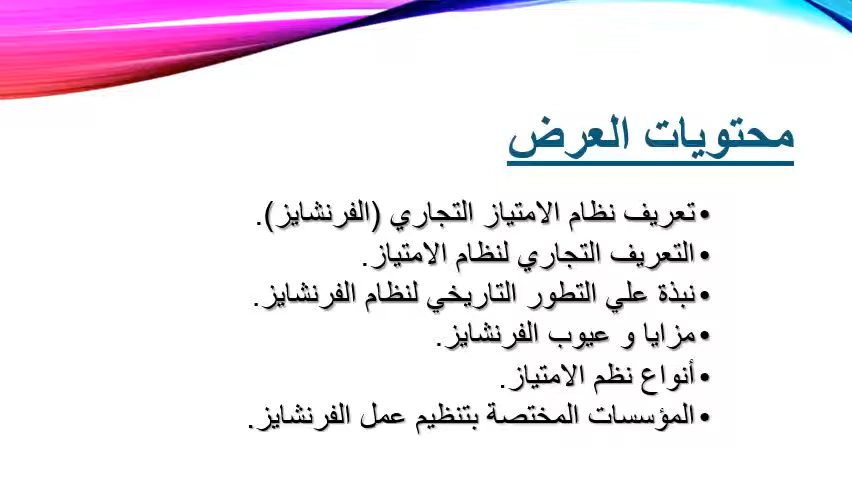 محتويات العرض
•تعريف نظام الامتياز التجاري (الفرنشايز).
•التعريف التجاري لنظام الامتياز.
•نبذة علي التطور التاريخي لنظام الفرنشايز.
•مزايا و عيوب الفرنشايز.
•أنواع نظم الامتياز.
•المؤسسات المختصة بتنظيم عمل الفرنشايز.